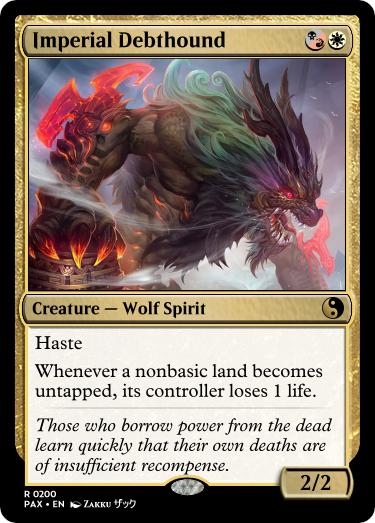 Imperial Debthound
Creature — Wolf Spirit
Haste
Whenever a nonbasic land becomes
untapped, its controller loses 1 life.
Those who borrow power from the dead
learn quickly that their own deaths are
of insufficient recompense.
2/2
R 0200
PAX • EN Zakku ザック